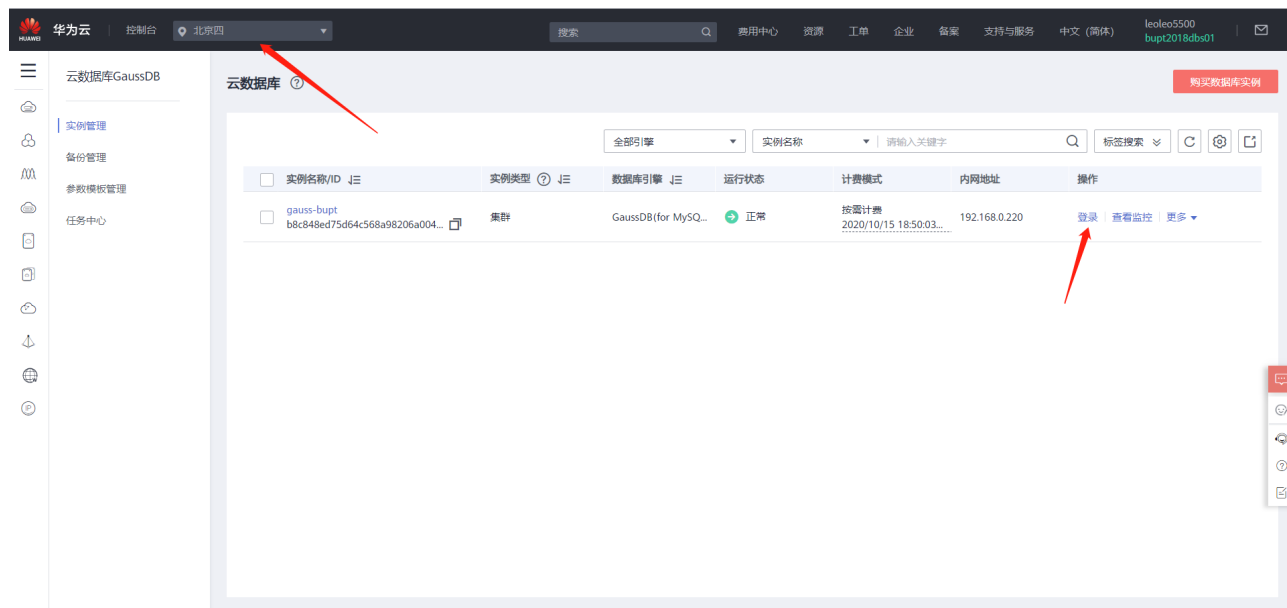 HUAWEI 华为云 控制台 北京四 搜索 费用中心 资源 工单 企业 备案 支持与服务 中文 (简体) leoleo5500
bupt2018dbs01
云数据库GaussDB
云数据库 ?
购买数据库实例
实例管理
备份管理
参数模板管理
任务中心
全部引擎 实例名称 请输入关键字 标签搜索
实例名称/ID 实例类型 ? 数据库引擎 运行状态 计费模式 内网地址 操作
gauss-bupt
b8c848ed75d64c568a98206a004...
集群 GaussDB(for MySQ... 正常
按需计费
2020/10/15 18:50:03...
192.168.0.220 登录 查看监控 更多
IP